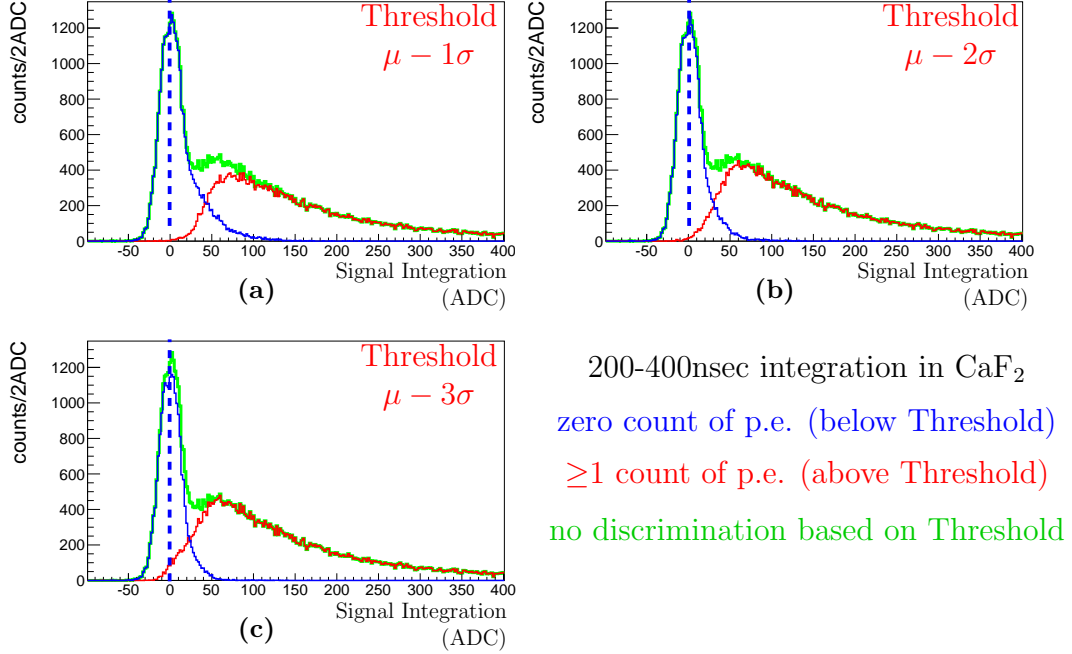 counts/2ADC
1200
1000
800
600
400
200
0
-50 0 50 100 150 200 250 300 350 400
Threshold
μ − 1σ
Signal Integration
(ADC)
(a)
counts/2ADC
1200
1000
800
600
400
200
0
-50 0 50 100 150 200 250 300 350 400
Threshold
μ − 2σ
Signal Integration
(ADC)
(b)
counts/2ADC
1200
1000
800
600
400
200
0
-50 0 50 100 150 200 250 300 350 400
Threshold
μ − 3σ
Signal Integration
(ADC)
(c)
200-400nsec integration in CaF₂
zero count of p.e. (below Threshold)
≥1 count of p.e. (above Threshold)
no discrimination based on Threshold